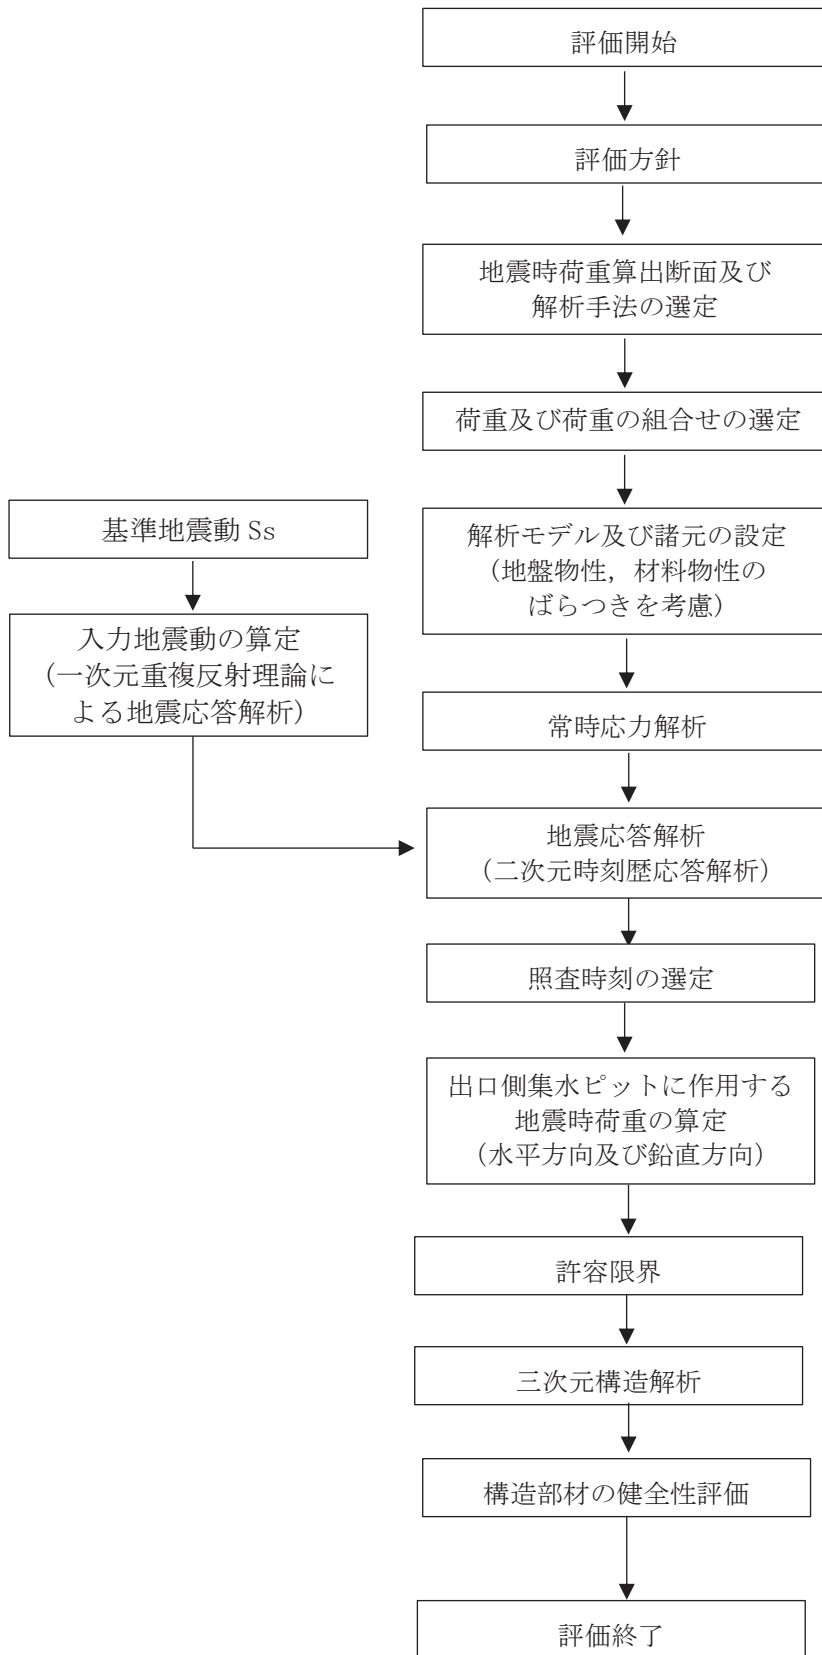 評価開始
評価方針
地震時荷重算出断面及び
解析手法の選定
荷重及び荷重の組合せの選定
解析モデル及び諸元の設定
（地盤物性，材料物性の
ばらつきを考慮）
基準地震動 Ss
入力地震動の算定
（一次元重複反射理論に
よる地震応答解析）
常時応力解析
地震応答解析
（二次元時刻歴応答解析）
照査時刻の選定
出口側集水ピットに作用する
地震時荷重の算定
（水平方向及び鉛直方向）
許容限界
三次元構造解析
構造部材の健全性評価
評価終了